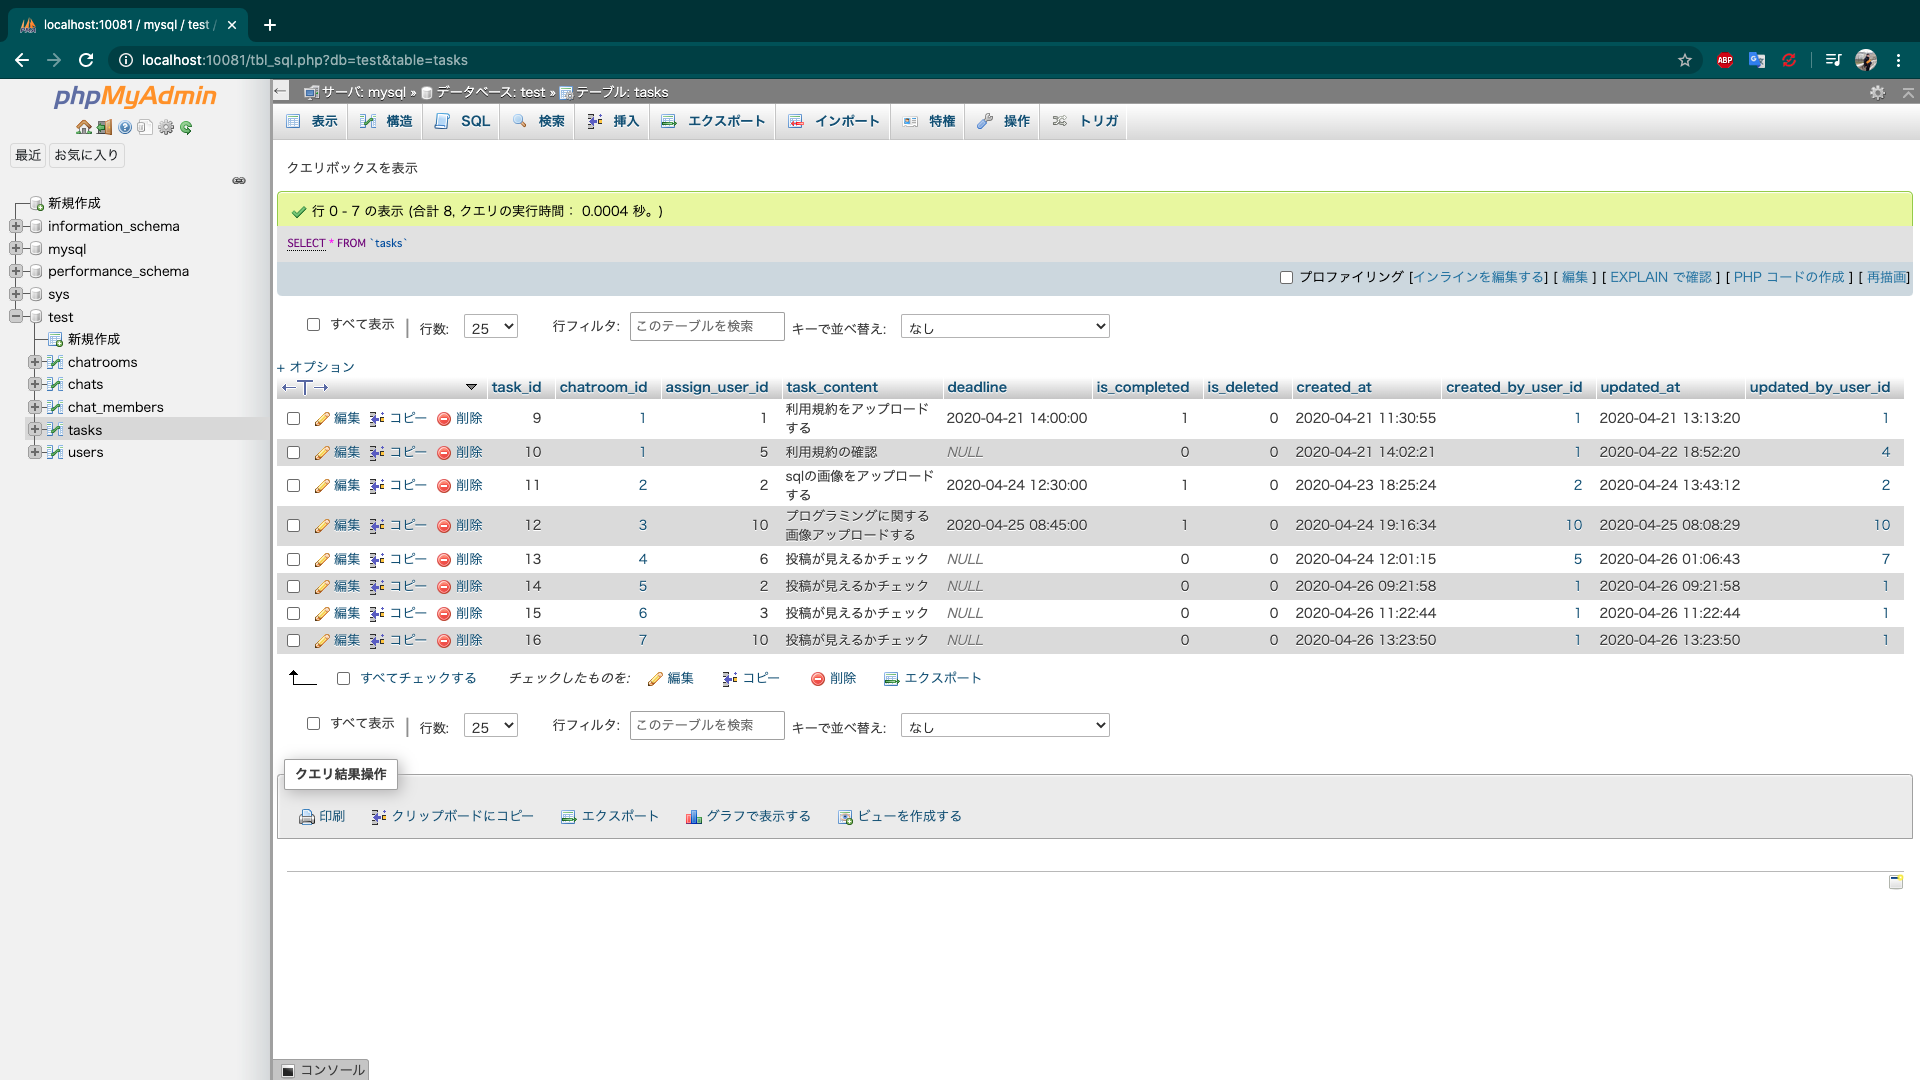 localhost:10081 / mysql / test /
localhost:10081/tbl_sql.php?db=test&table=tasks
ABP
phpMyAdmin
最近 お気に入り
新規作成
information_schema
mysql
performance_schema
sys
test
新規作成
chatrooms
chats
chat_members
tasks
users
サーバ: mysql » データベース: test » テーブル: tasks
表示 構造 SQL 検索 挿入 エクスポート インポート 特権 操作 トリガ
クエリボックスを表示
行 0 - 7 の表示 (合計 8, クエリの実行時間： 0.0004 秒。)
SELECT * FROM `tasks`
プロファイリング [インラインを編集する] [ 編集 ] [ EXPLAIN で確認 ] [ PHP コードの作成 ] [ 再描画]
すべて表示 | 行数: 25 行フィルタ: このテーブルを検索 キーで並べ替え: なし
+ オプション
←T→ task_id chatroom_id assign_user_id task_content deadline is_completed is_deleted created_at created_by_user_id updated_at updated_by_user_id
編集 コピー 削除 9 1 1 利用規約をアップロード
する 2020-04-21 14:00:00 1 0 2020-04-21 11:30:55 1 2020-04-21 13:13:20 1
編集 コピー 削除 10 1 5 利用規約の確認 NULL 0 0 2020-04-21 14:02:21 1 2020-04-22 18:52:20 4
編集 コピー 削除 11 2 2 sqlの画像をアップロード
する 2020-04-24 12:30:00 1 0 2020-04-23 18:25:24 2 2020-04-24 13:43:12 2
編集 コピー 削除 12 3 10 プログラミングに関する
画像アップロードする 2020-04-25 08:45:00 1 0 2020-04-24 19:16:34 10 2020-04-25 08:08:29 10
編集 コピー 削除 13 4 6 投稿が見えるかチェック NULL 0 0 2020-04-24 12:01:15 5 2020-04-26 01:06:43 7
編集 コピー 削除 14 5 2 投稿が見えるかチェック NULL 0 0 2020-04-26 09:21:58 1 2020-04-26 09:21:58 1
編集 コピー 削除 15 6 3 投稿が見えるかチェック NULL 0 0 2020-04-26 11:22:44 1 2020-04-26 11:22:44 1
編集 コピー 削除 16 7 10 投稿が見えるかチェック NULL 0 0 2020-04-26 13:23:50 1 2020-04-26 13:23:50 1
すべてチェックする チェックしたものを: 編集 コピー 削除 エクスポート
すべて表示 | 行数: 25 行フィルタ: このテーブルを検索 キーで並べ替え: なし
クエリ結果操作
印刷 クリップボードにコピー エクスポート グラフで表示する ビューを作成する
コンソール